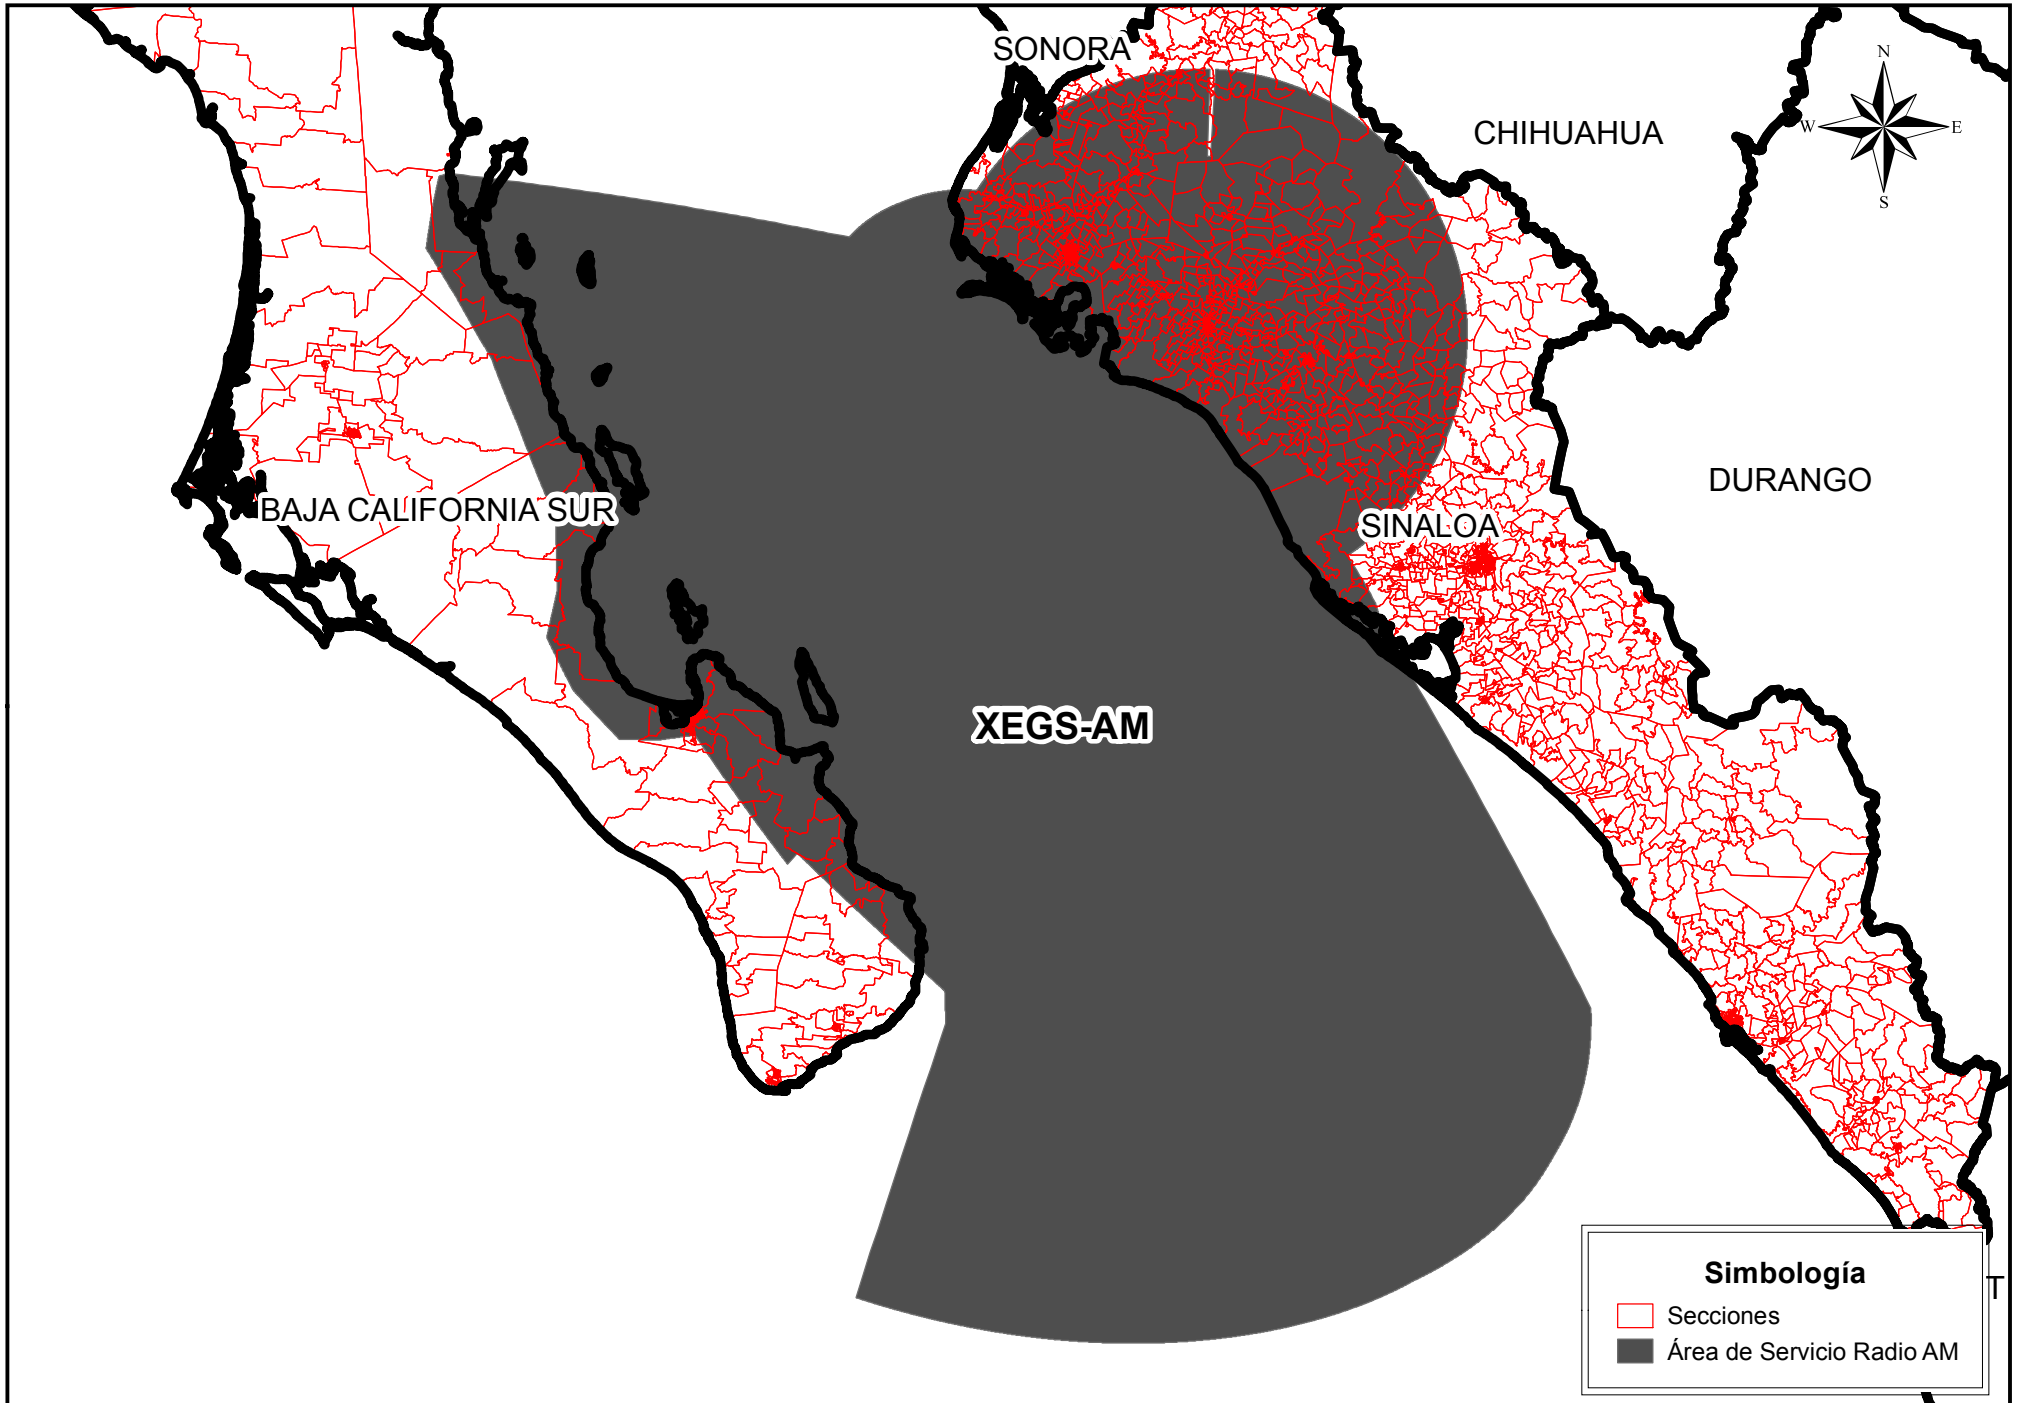 SONORA
N
CHIHUAHUA
W
E
S
DURANGO
BAJA CALIFORNIA SUR
SINALOA
XEGS-AM
Simbología
T
Secciones
Área de Servicio Radio AM